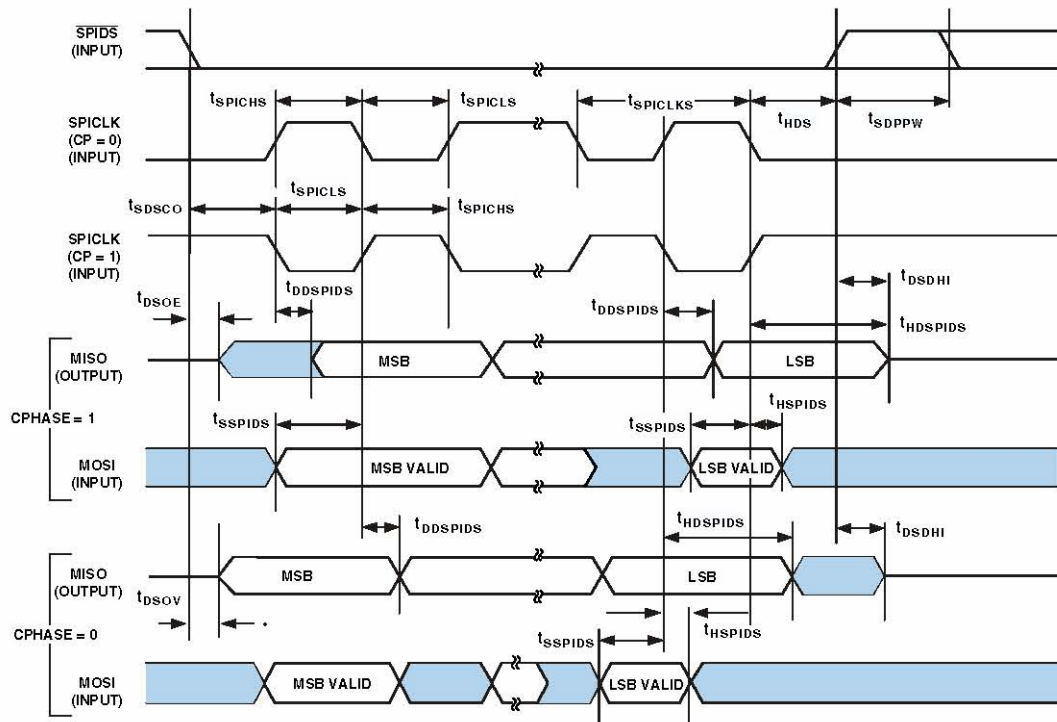 SPIDS
(INPUT)
tSPICHS
tSPICLS
tSPICLKS
tHDS
tSDPPW
SPICLK
(CP = 0)
(INPUT)
tSDSCO
tSPICLS
tSPICHS
SPICLK
(CP = 1)
(INPUT)
tDSOE
tDDSPIDS
tDDSPIDS
tDSDHI
tHDSPIDS
MISO
(OUTPUT)
MSB
LSB
CPHASE = 1
tSSPIDS
tSSPIDS
tHSPIDS
MOSI
(INPUT)
MSB VALID
LSB VALID
tDDSPIDS
tHDSPIDS
tDSDHI
MISO
(OUTPUT)
MSB
LSB
tDSOV
CPHASE = 0
tSSPIDS
tHSPIDS
MOSI
(INPUT)
MSB VALID
LSB VALID